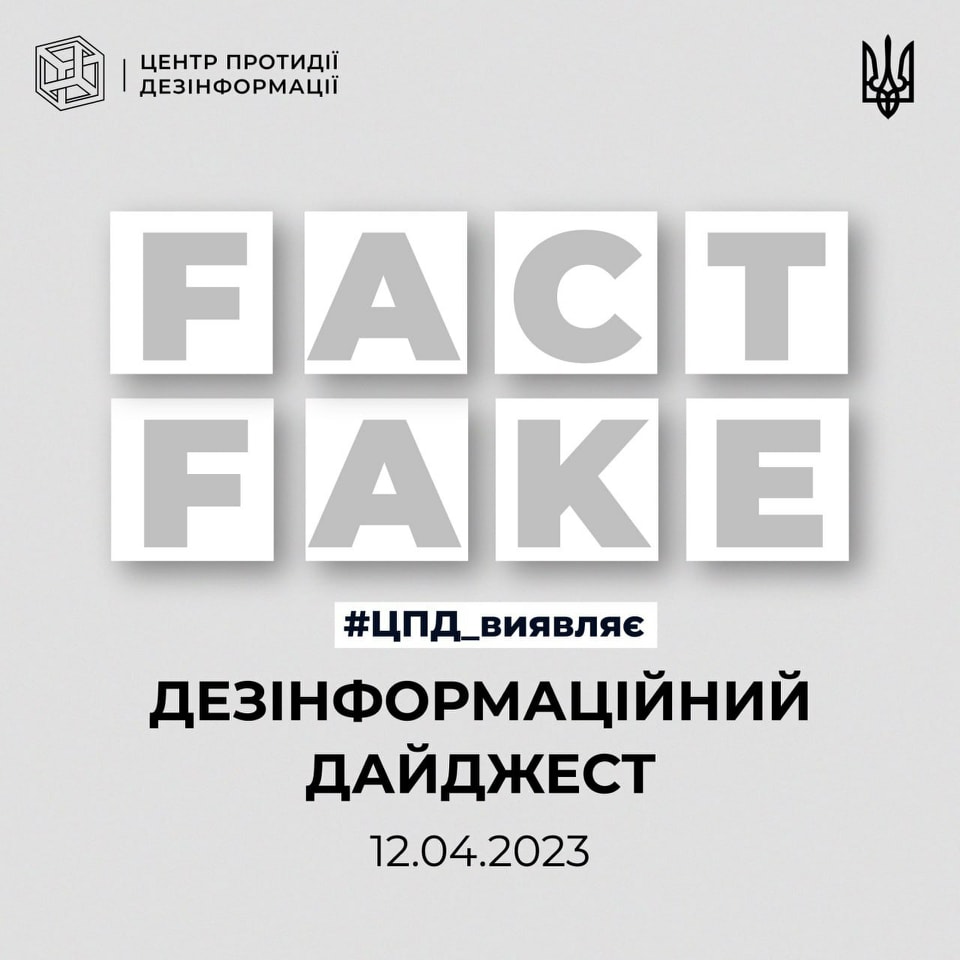 ЦЕНТР ПРОТИДІЇ
ДЕЗІНФОРМАЦІЇ
FACT
FAKE
#ЦПД_виявляє
ДЕЗІНФОРМАЦІЙНИЙ
ДАЙДЖЕСТ
12.04.2023